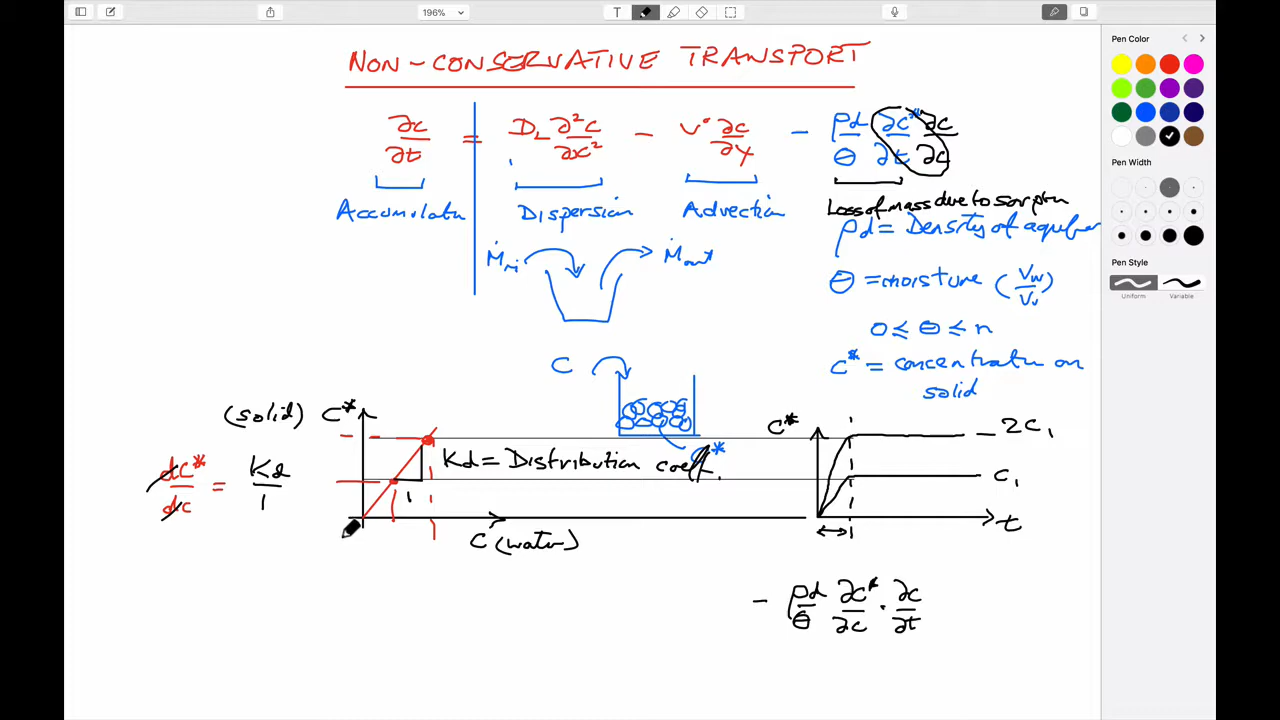 196%
T
NON-CONSERVATIVE TRANSPORT
∂c/∂t = D_L ∂²c/∂x² - v° ∂c/∂y - ρd/θ ∂c*/∂t ∂c/∂c
Accumulatn Dispersion Advection Loss of mass due to sorptn
ρd = Density of aquifer
Ṁin Ṁout
θ = moisture (Vw/Vv)
0 ≤ θ ≤ n
C
c* = concentratn on
solid
(solid) C*
C* 2C₁
Kd = Distribution coeff.
*
dC*/dc = Kd/1
1
C₁
C (water)
t
- ρd/θ ∂c*/∂c · ∂c/∂t
Pen Color
Pen Width
Pen Style
Uniform Variable